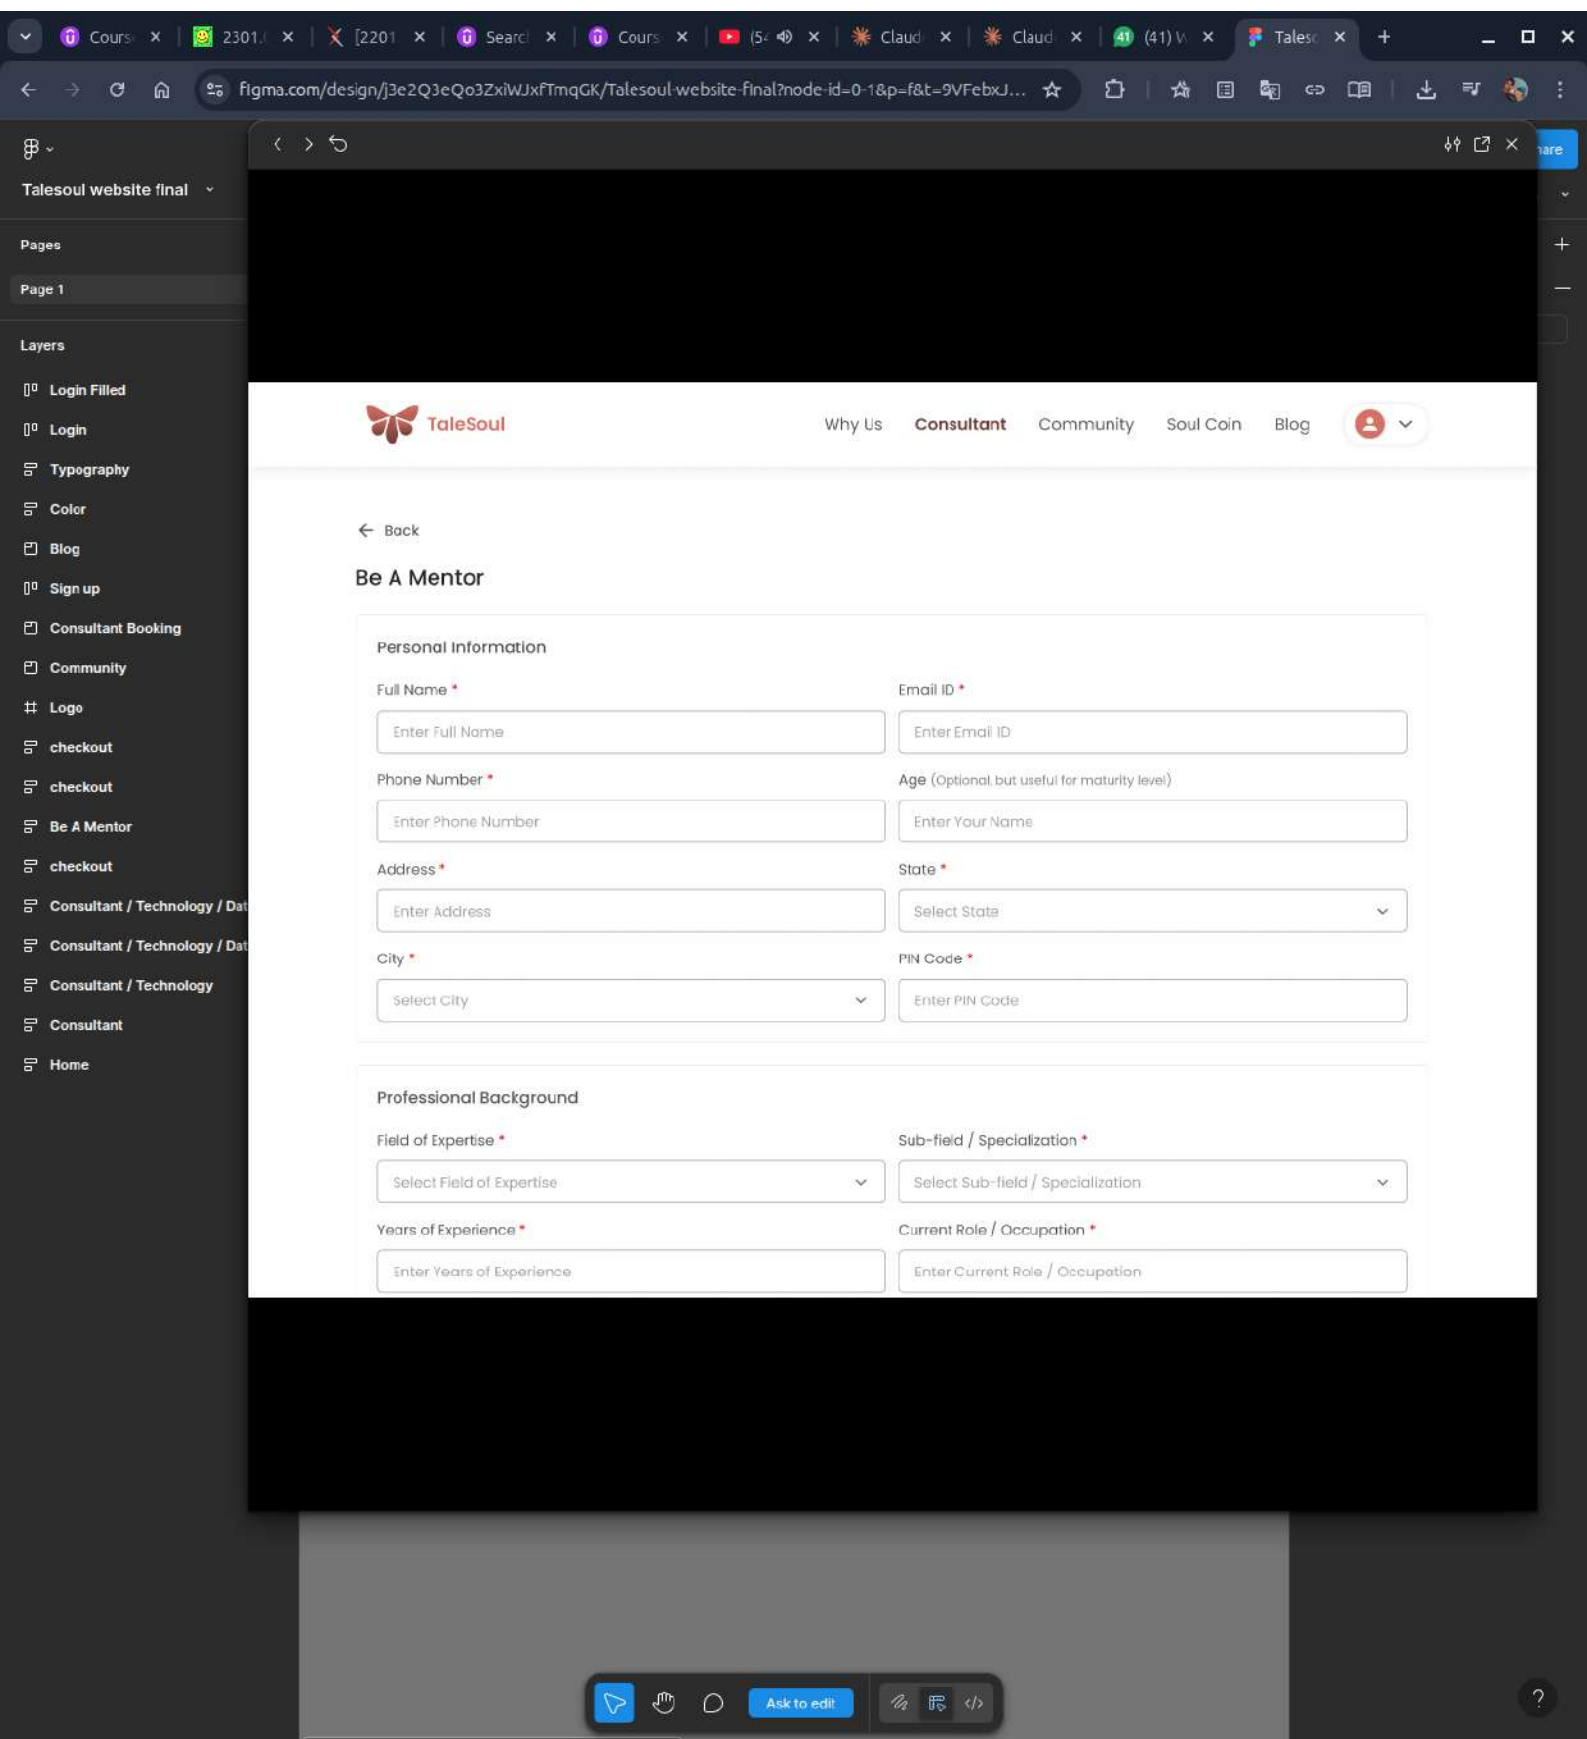 Cours
2301.
[2201
Searc
Cours
(54
Claud
Claud
41
(41) W
Talesc
figma.com/design/j3e2Q3eQo3ZxiWJxfTmqGK/Talesoul-website-final?node-id=0-1&p=f&t=9VFebxJ...
Talesoul website final
Pages
Page 1
Layers
Login Filled
Login
Typography
Color
Blog
Sign up
Consultant Booking
Community
Logo
checkout
checkout
Be A Mentor
checkout
Consultant / Technology / Dat
Consultant / Technology / Dat
Consultant / Technology
Consultant
Home
hare
TaleSoul
Why Us
Consultant
Community
Soul Coin
Blog
Back
Be A Mentor
Personal Information
Full Name *
Email ID *
Enter Full Name
Enter Email ID
Phone Number *
Age (Optional, but useful for maturity level)
Enter Phone Number
Enter Your Name
Address *
State *
Enter Address
Select State
City *
PIN Code *
Select City
Enter PIN Code
Professional Background
Field of Expertise *
Sub-field / Specialization *
Select Field of Expertise
Select Sub-field / Specialization
Years of Experience *
Current Role / Occupation *
Enter Years of Experience
Enter Current Role / Occupation
Ask to edit